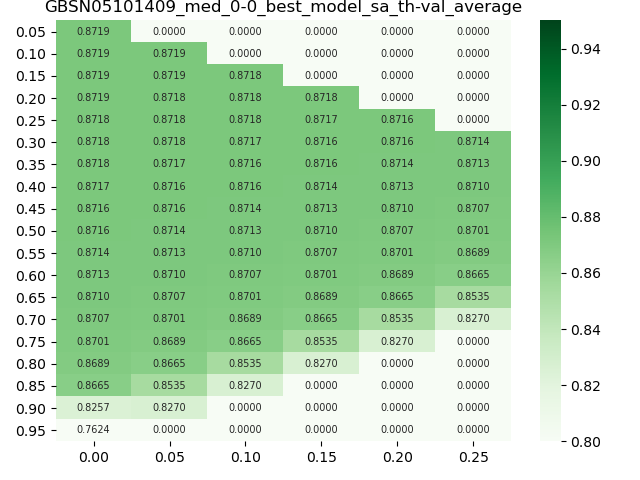 GBSN05101409_med_0-0_best_model_sa_th-val_average
0.05 0.8719 0.0000 0.0000 0.0000 0.0000 0.0000
0.10 0.8719 0.8719 0.0000 0.0000 0.0000 0.0000
0.15 0.8719 0.8719 0.8718 0.0000 0.0000 0.0000
0.20 0.8719 0.8718 0.8718 0.8718 0.0000 0.0000
0.25 0.8718 0.8718 0.8718 0.8717 0.8716 0.0000
0.30 0.8718 0.8718 0.8717 0.8716 0.8716 0.8714
0.35 0.8718 0.8717 0.8716 0.8716 0.8714 0.8713
0.40 0.8717 0.8716 0.8716 0.8714 0.8713 0.8710
0.45 0.8716 0.8716 0.8714 0.8713 0.8710 0.8707
0.50 0.8716 0.8714 0.8713 0.8710 0.8707 0.8701
0.55 0.8714 0.8713 0.8710 0.8707 0.8701 0.8689
0.60 0.8713 0.8710 0.8707 0.8701 0.8689 0.8665
0.65 0.8710 0.8707 0.8701 0.8689 0.8665 0.8535
0.70 0.8707 0.8701 0.8689 0.8665 0.8535 0.8270
0.75 0.8701 0.8689 0.8665 0.8535 0.8270 0.0000
0.80 0.8689 0.8665 0.8535 0.8270 0.0000 0.0000
0.85 0.8665 0.8535 0.8270 0.0000 0.0000 0.0000
0.90 0.8257 0.8270 0.0000 0.0000 0.0000 0.0000
0.95 0.7624 0.0000 0.0000 0.0000 0.0000 0.0000
0.00 0.05 0.10 0.15 0.20 0.25
0.94
0.92
0.90
0.88
0.86
0.84
0.82
0.80